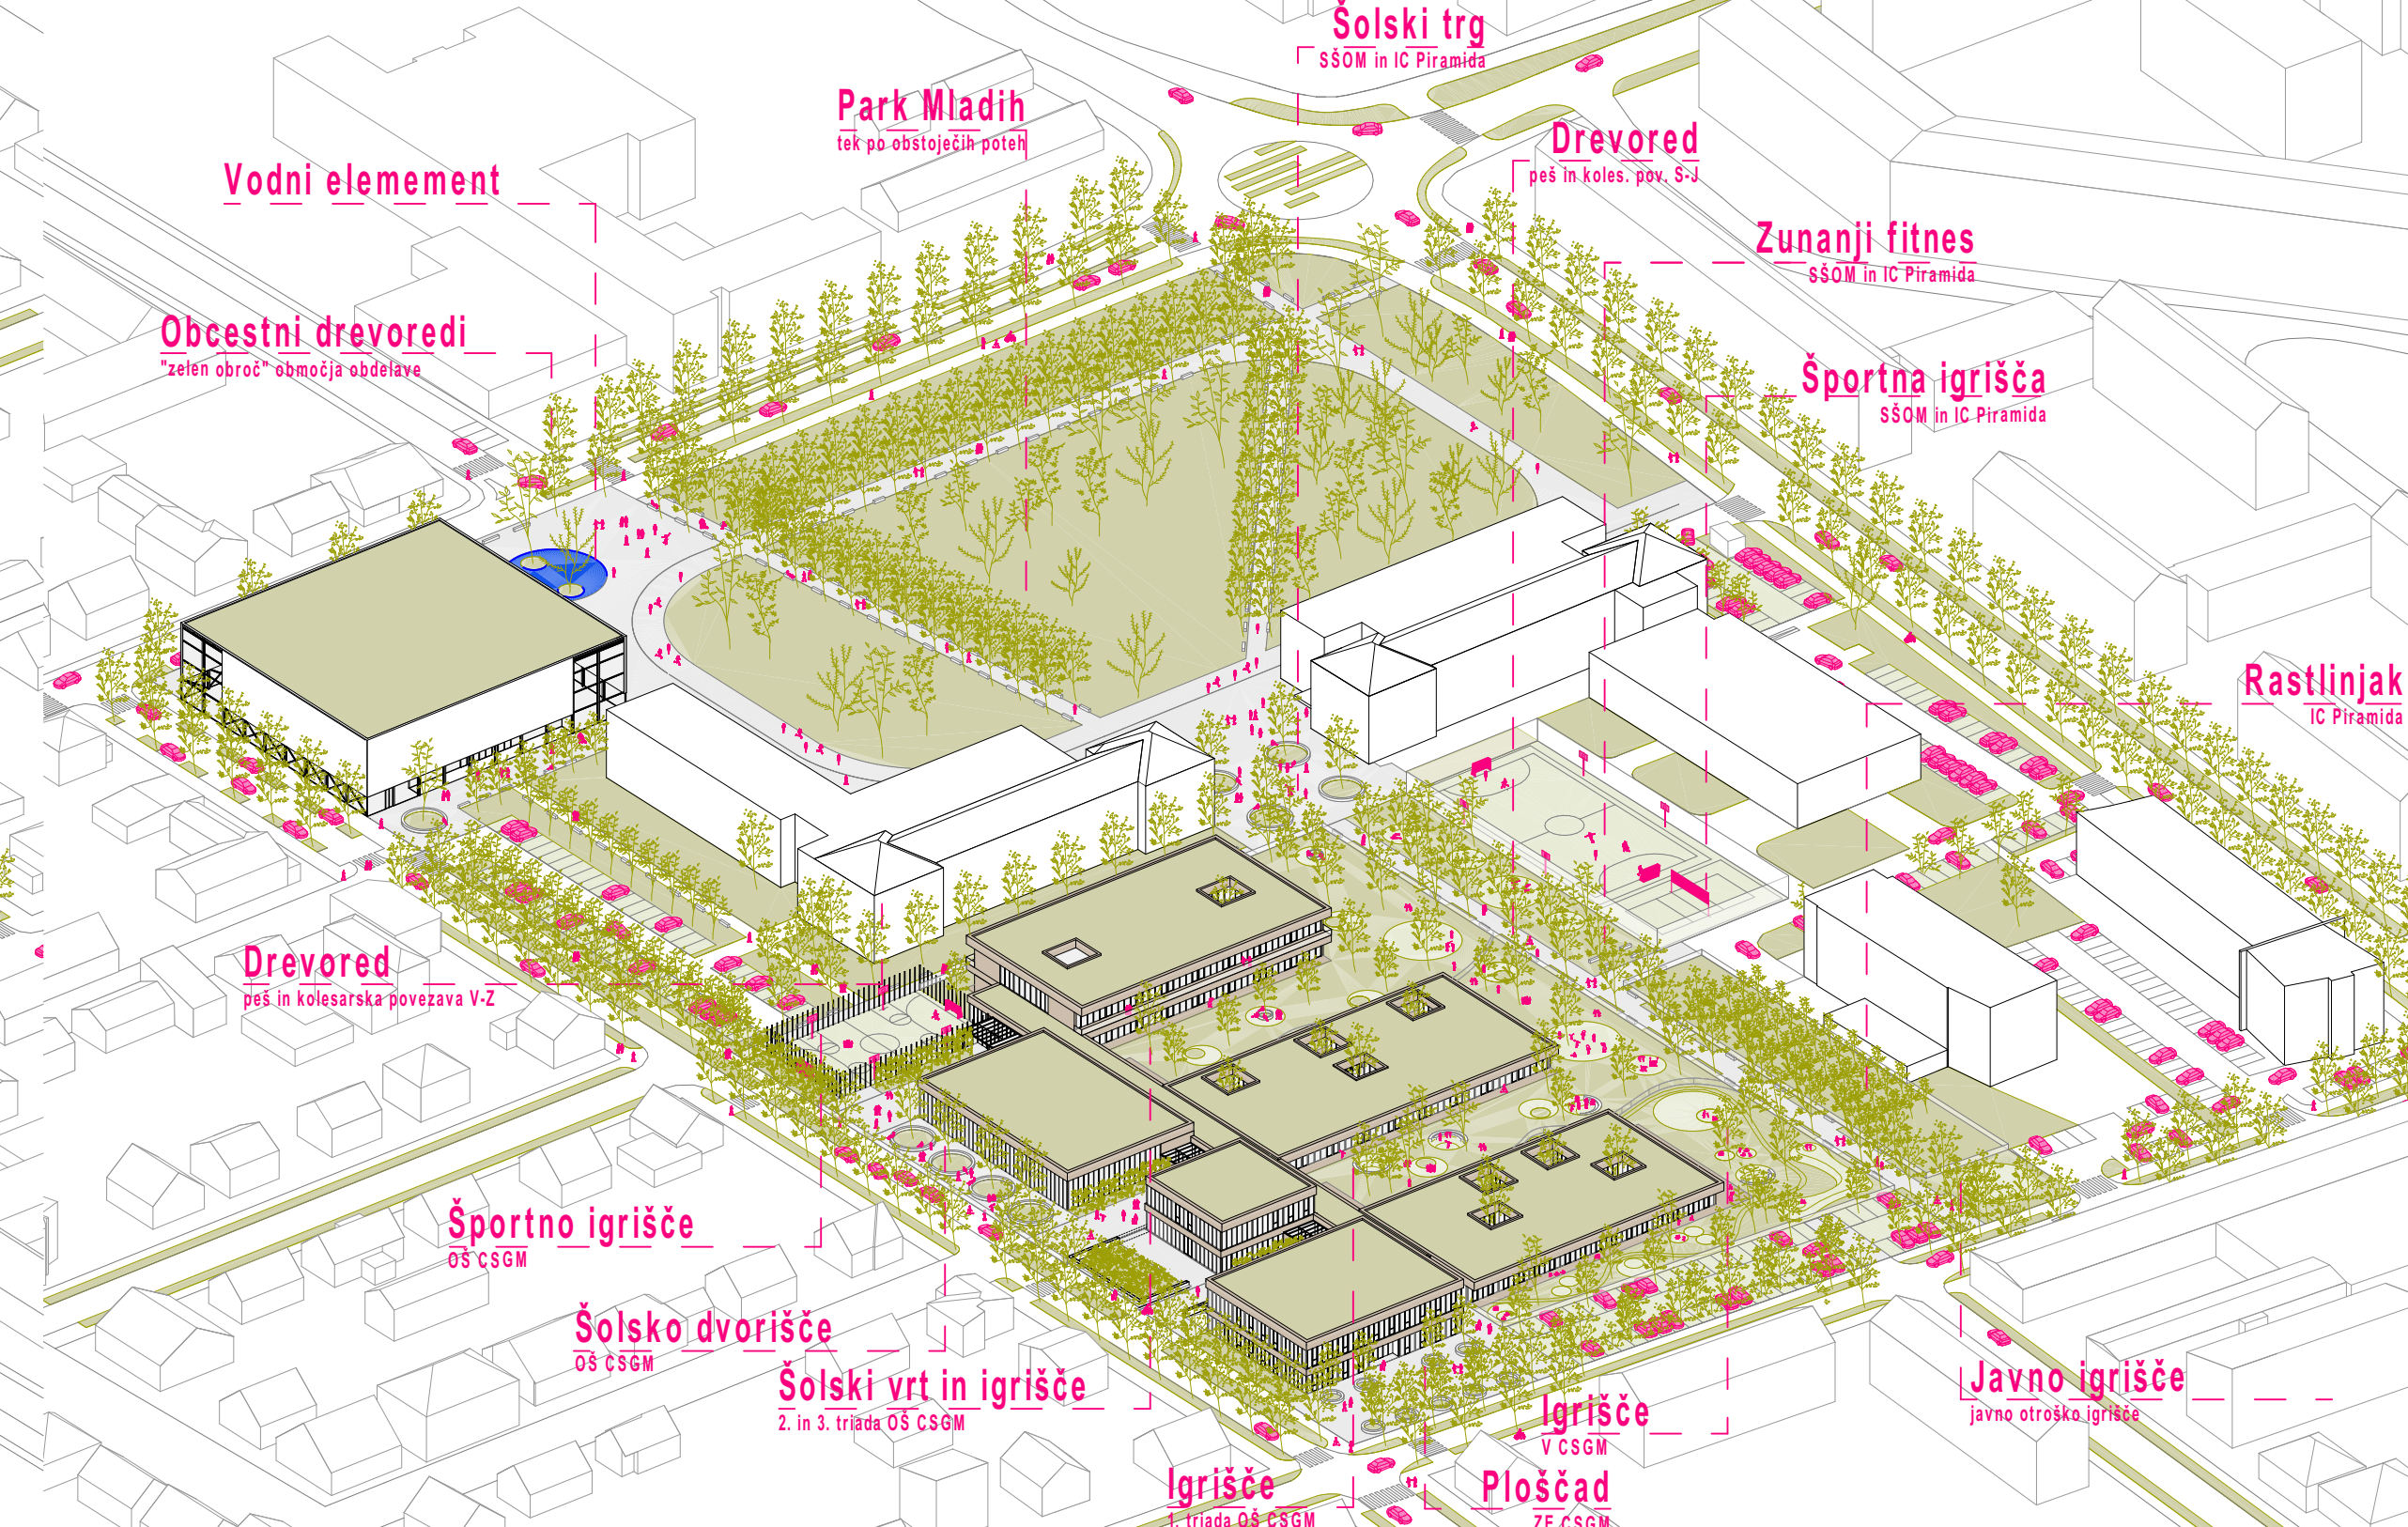 Šolski trg
SŠOM in IC Piramida
Park Mladih
tek po obstoječih poteh
Drevored
peš in koles. pov. S-J
Vodni elemement
Zunanji fitnes
SŠOM in IC Piramida
Obcestni drevoredi
"zelen obroč" območja obdelave
Športna igrišča
SŠOM in IC Piramida
Rastlinjak
IC Piramida
Drevored
peš in kolesarska povezava V-Z
Športno igrišče
OŠ CSGM
Šolsko dvorišče
OŠ CSGM
Šolski vrt in igrišče
2. in 3. triada OŠ CSGM
Javno igrišče
javno otroško igrišče
Igrišče
V CSGM
Igrišče
1. triada OŠ CSGM
Ploščad
ZE CSGM